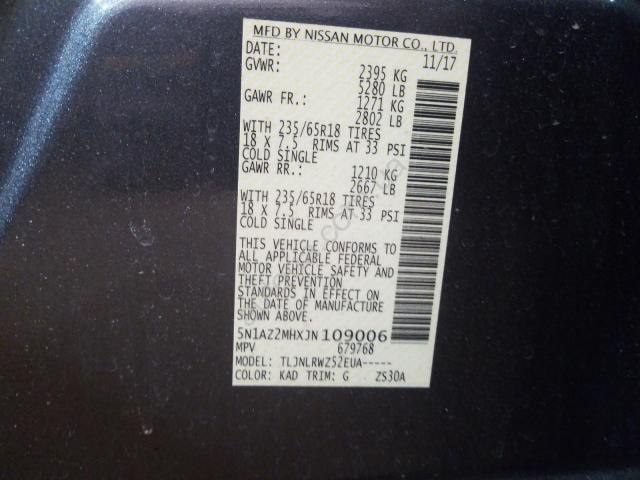 MFD BY NISSAN MOTOR CO., LTD.
DATE: 11/17
GVWR: 2395 KG
5280 LB
GAWR FR.: 1271 KG
2802 LB
WITH 235/65R18 TIRES
18 X 7.5 RIMS AT 33 PSI
COLD SINGLE
GAWR RR.: 1210 KG
2667 LB
WITH 235/65R18 TIRES
18 X 7.5 RIMS AT 33 PSI
COLD SINGLE
THIS VEHICLE CONFORMS TO
ALL APPLICABLE FEDERAL
MOTOR VEHICLE SAFETY AND
THEFT PREVENTION
STANDARDS IN EFFECT ON
THE DATE OF MANUFACTURE
SHOWN ABOVE.
5N1AZ2MHXJN109006
MPV 679768
MODEL: TLJNLRWZ52EUA-----
COLOR: KAD TRIM: G ZS30A